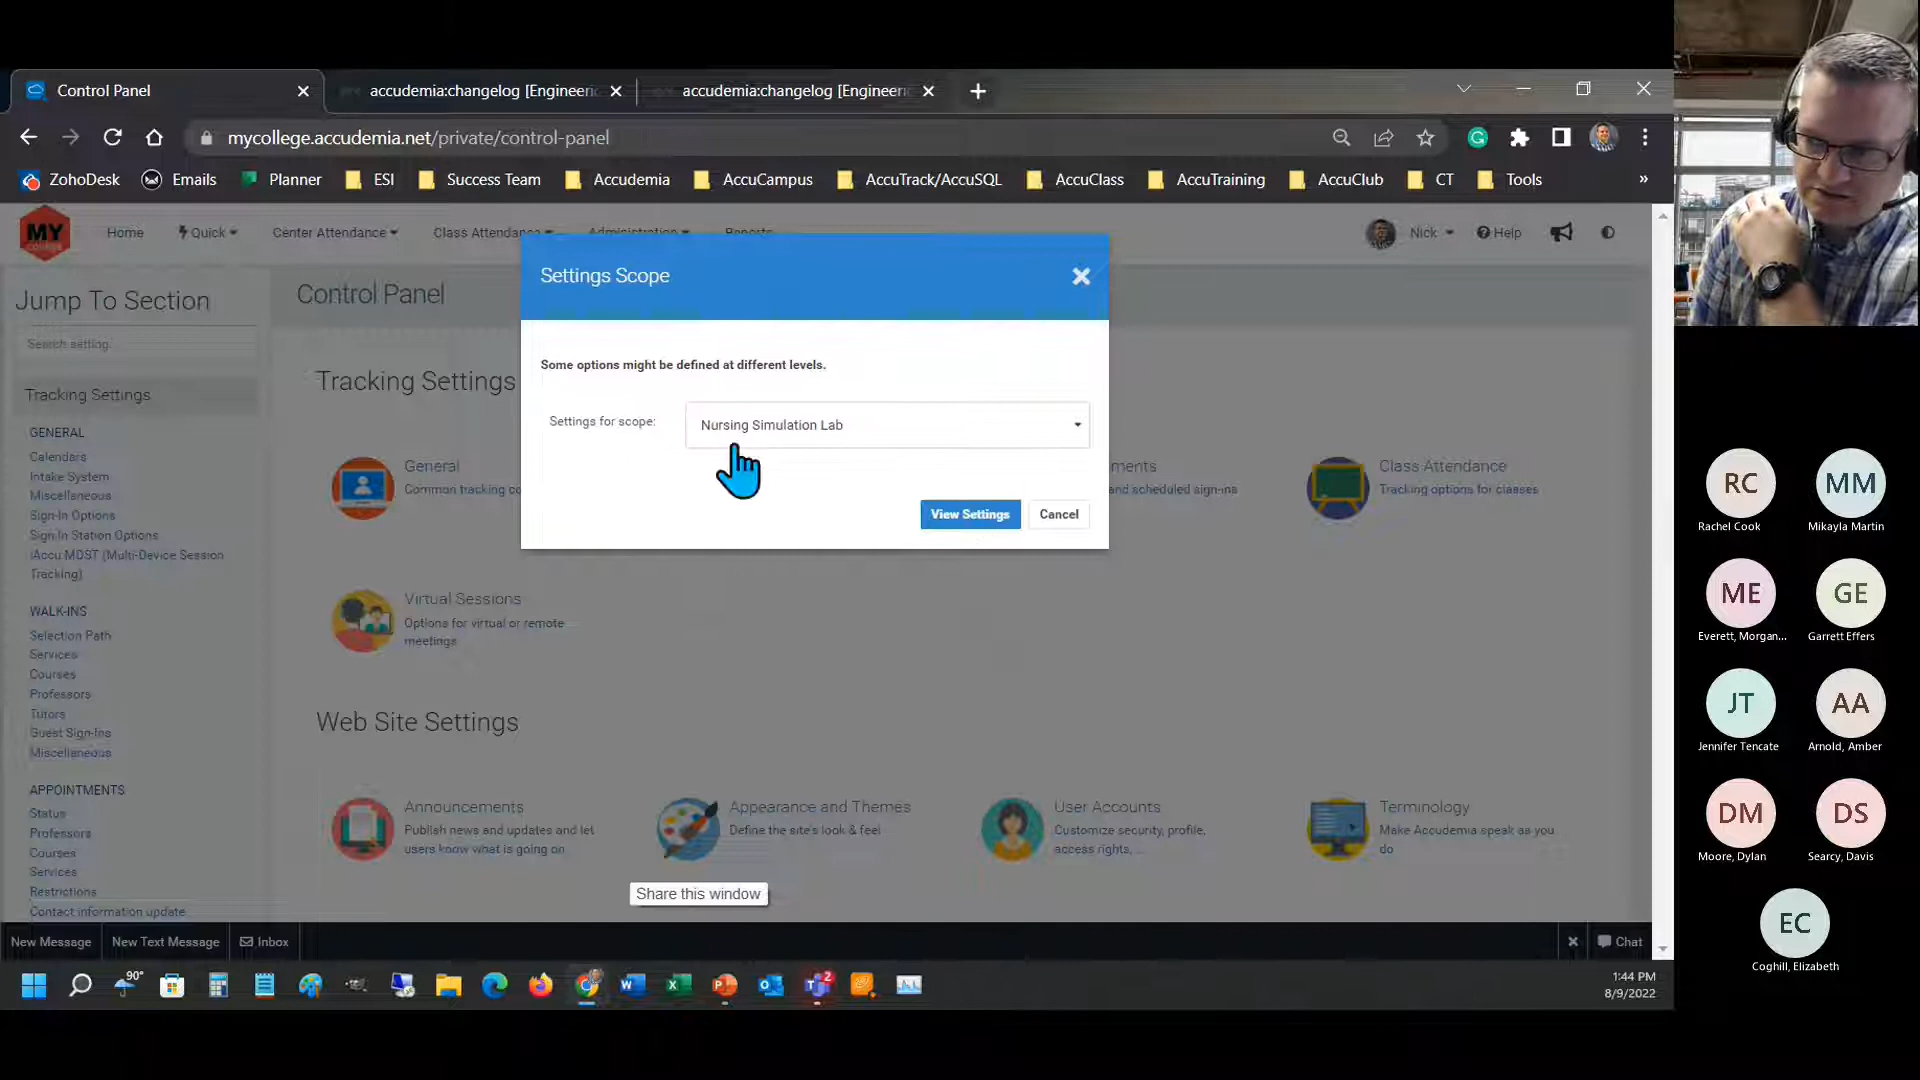 Control Panel
accudemia:changelog [Engineeri
accudemia:changelog [Engineeri
mycollege.accudemia.net/private/control-panel
ZohoDesk
Emails
Planner
ESI
Success Team
Accudemia
AccuCampus
AccuTrack/AccuSQL
AccuClass
AccuTraining
AccuClub
CT
Tools
»
MY
COLLEGE
Home
Quick
Center Attendance
Class Attendance
Administration
Reports
Nick
Help
Jump To Section
Search setting...
Tracking Settings
GENERAL
Calendars
Intake System
Miscellaneous
Sign-In Options
Sign In Station Options
iAccu MDST (Multi-Device Session
Tracking)
WALK-INS
Selection Path
Services
Courses
Professors
Tutors
Guest Sign-Ins
Miscellaneous
APPOINTMENTS
Status
Professors
Courses
Services
Restrictions
Contact information update
Control Panel
Tracking Settings
General
Common tracking co
ments
and scheduled sign-ins
Class Attendance
Tracking options for classes
Virtual Sessions
Options for virtual or remote
meetings
Web Site Settings
Announcements
Publish news and updates and let
users know what is going on
Appearance and Themes
Define the site's look & feel
User Accounts
Customize security, profile,
access rights, ...
Terminology
Make Accudemia speak as you
do
Settings Scope
Some options might be defined at different levels.
Settings for scope:
Nursing Simulation Lab
View Settings
Cancel
Share this window
New Message
New Text Message
Inbox
Chat
90°
2
1:44 PM
8/9/2022
RC
Rachel Cook
MM
Mikayla Martin
ME
Everett, Morgan...
GE
Garrett Effers
JT
Jennifer Tencate
AA
Arnold, Amber
DM
Moore, Dylan
DS
Searcy, Davis
EC
Coghill, Elizabeth